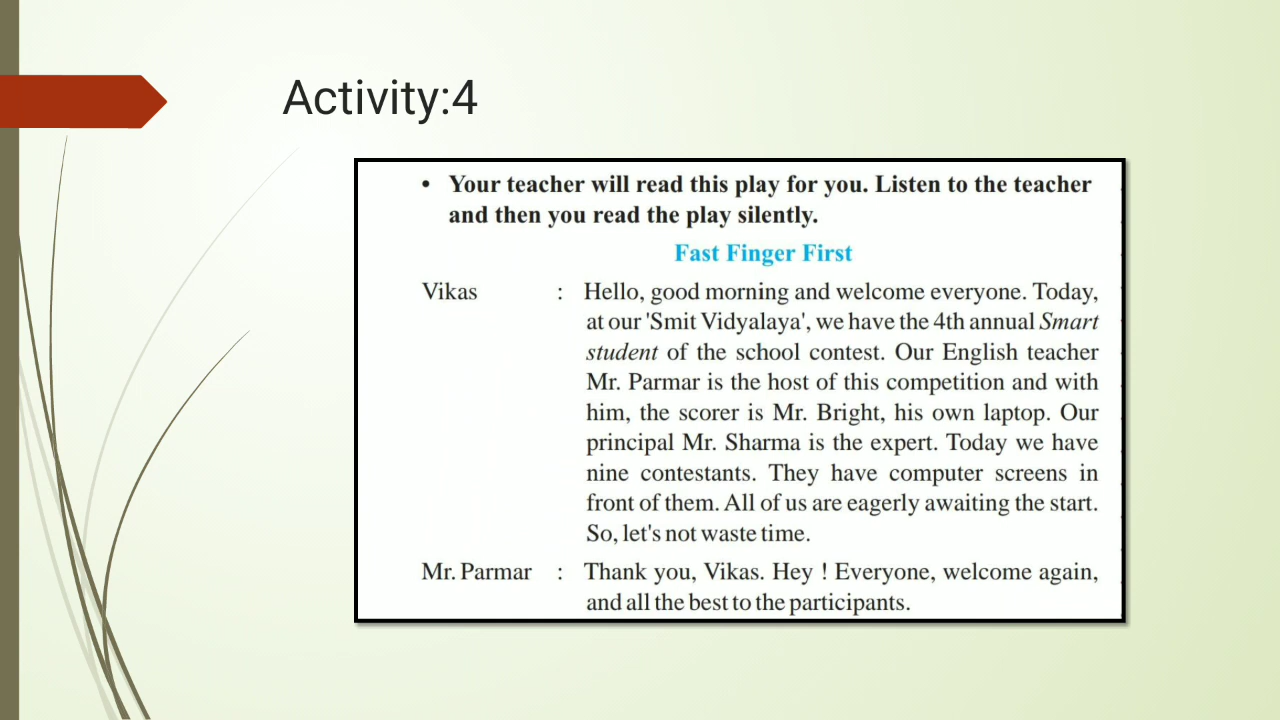 Activity:4
• Your teacher will read this play for you. Listen to the teacher
and then you read the play silently.
Fast Finger First
Vikas : Hello, good morning and welcome everyone. Today,
at our 'Smit Vidyalaya', we have the 4th annual Smart
student of the school contest. Our English teacher
Mr. Parmar is the host of this competition and with
him, the scorer is Mr. Bright, his own laptop. Our
principal Mr. Sharma is the expert. Today we have
nine contestants. They have computer screens in
front of them. All of us are eagerly awaiting the start.
So, let's not waste time.
Mr. Parmar : Thank you, Vikas. Hey ! Everyone, welcome again,
and all the best to the participants.